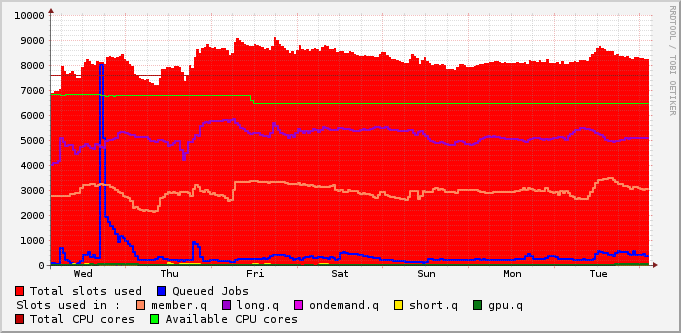 10000
9000
8000
7000
6000
5000
4000
3000
2000
1000
0
Wed Thu Fri Sat Sun Mon Tue
RRDTOOL / TOBI OETIKER
Total slots used Queued Jobs
Slots used in : member.q long.q ondemand.q short.q gpu.q
Total CPU cores Available CPU cores